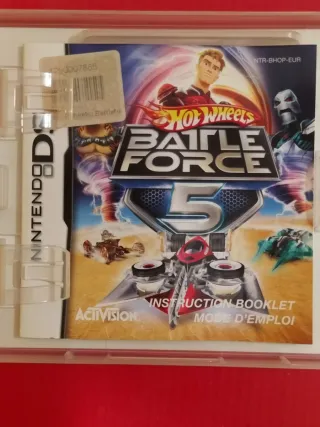 NTR-BHOP-EUR
NINTENDO DS
HOT WHEELS
BATTLE
FORCE
5
ACTIVISION
INSTRUCTION BOOKLET
MODE D'EMPLOI